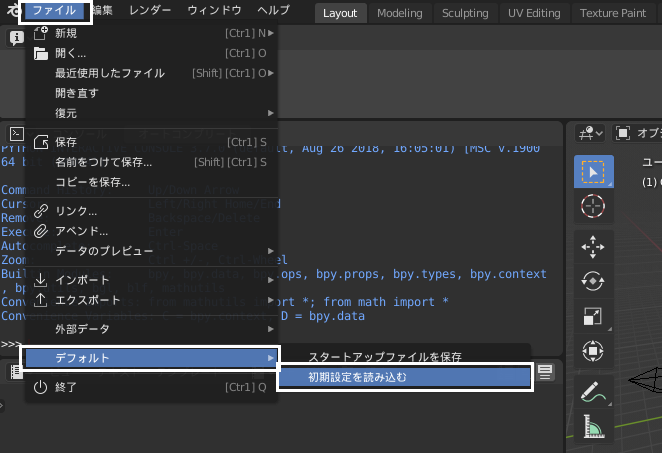 ファイル 編集 レンダー ウィンドウ ヘルプ Layout Modeling Sculpting UV Editing Texture Paint
新規 [Ctrl] N
開く... [Ctrl] O
最近使用したファイル [Shift] [Ctrl] O
開き直す
復元
保存 [Ctrl] S
名前をつけて保存... [Shift] [Ctrl] S
コピーを保存...
リンク...
アペンド...
データのプレビュー
インポート
エクスポート
外部データ
デフォルト
スタートアップファイルを保存
初期設定を読み込む
終了 [Ctrl] Q
Aug 26 2018, 16:05:01) [MSC v.1900
64
bpy.data, bpy.ops, bpy.props, bpy.types, bpy.context
import *; from math import *
D = bpy.data
>>>
オブ
ユー
(1)